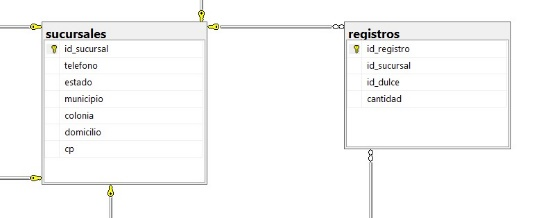 sucursales
id_sucursal
telefono
estado
municipio
colonia
domicilio
cp
registros
id_registro
id_sucursal
id_dulce
cantidad